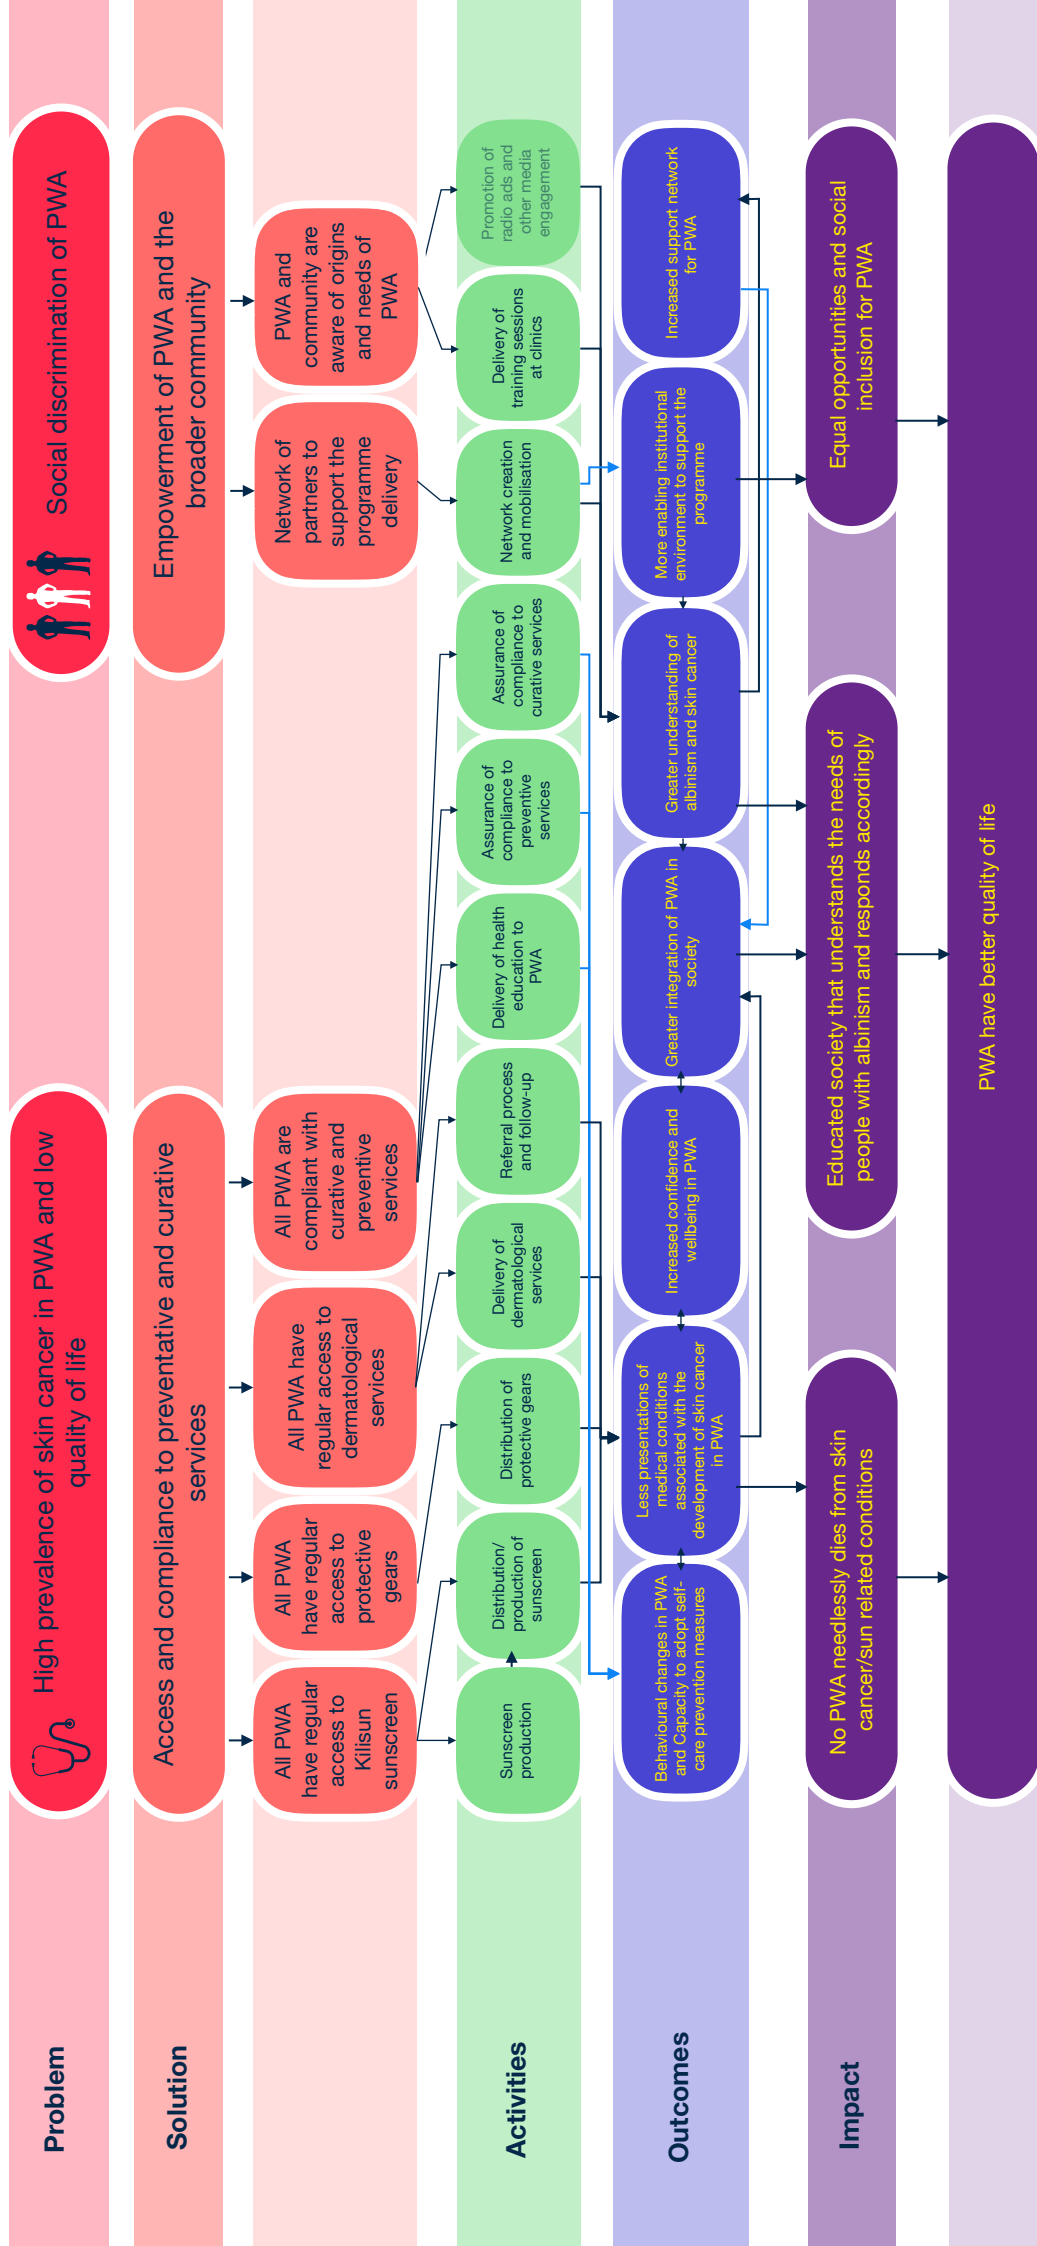 Problem
High prevalence of skin cancer in PWA and low
quality of life
Social discrimination of PWA
Solution
Access and compliance to preventative and curative
services
Empowerment of PWA and the
broader community
All PWA
have regular
access to
Kilisun
sunscreen
All PWA
have regular
access to
protective
gears
All PWA have
regular access to
dermatological
services
All PWA are
compliant with
curative and
preventive
services
Network of
partners to
support the
programme
delivery
PWA and
community are
aware of origins
and needs of
PWA
Activities
Sunscreen
production
Distribution/
production of
sunscreen
Distribution of
protective gears
Delivery of
dermatological
services
Referral process
and follow-up
Delivery of health
education to
PWA
Assurance of
compliance to
preventive
services
Assurance of
compliance to
curative services
Network creation
and mobilisation
Delivery of
training sessions
at clinics
Promotion of
radio ads and
other media
engagement
Outcomes
Behavioural changes in PWA
and Capacity to adopt self-
care prevention measures
Less presentations of
medical conditions
associated with the
development of skin cancer
in PWA
Increased confidence and
wellbeing in PWA
Greater integration of PWA in
society
Greater understanding of
albinism and skin cancer
More enabling institutional
environment to support the
programme
Increased support network
for PWA
Impact
No PWA needlessly dies from skin
cancer/sun related conditions
Educated society that understands the needs of
people with albinism and responds accordingly
Equal opportunities and social
inclusion for PWA
PWA have better quality of life